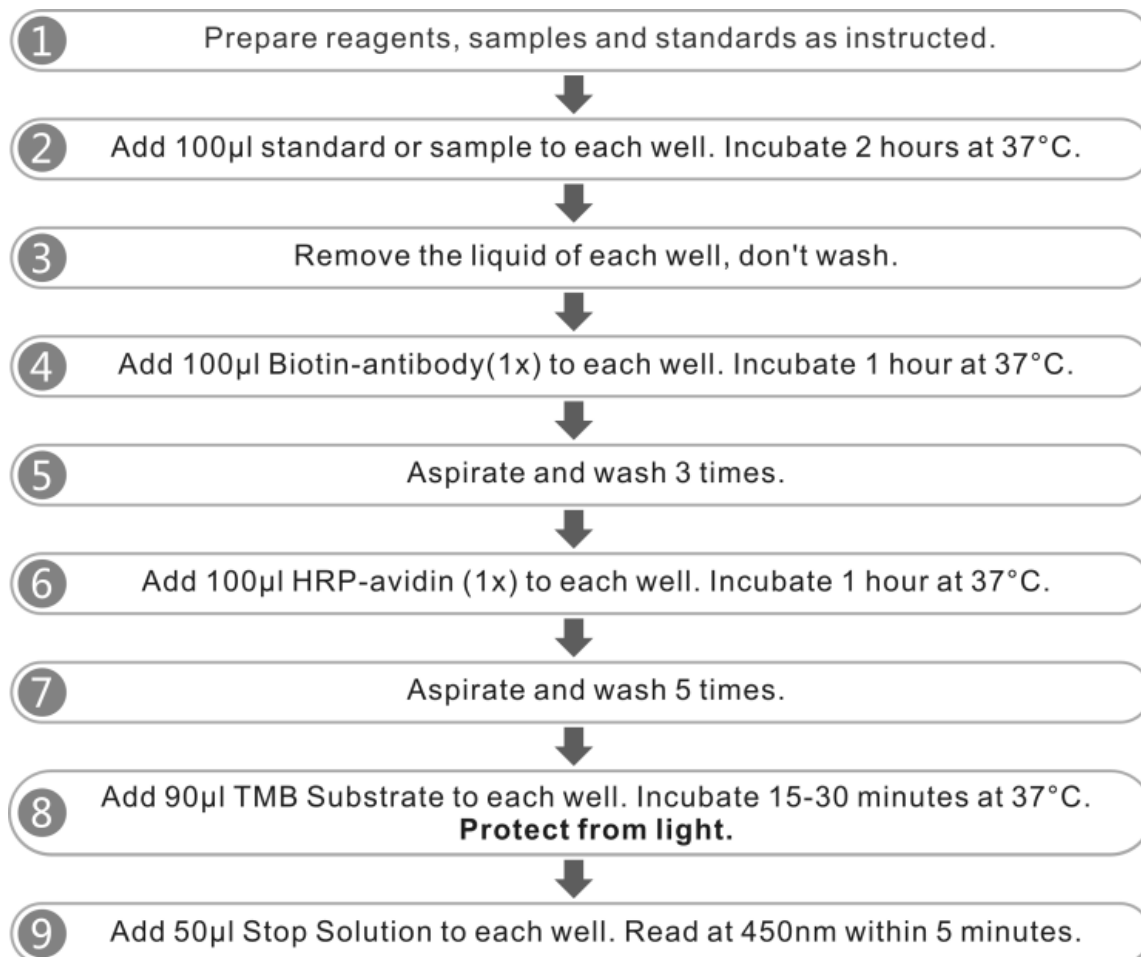 1 Prepare reagents, samples and standards as instructed.
2 Add 100µl standard or sample to each well. Incubate 2 hours at 37°C.
3 Remove the liquid of each well, don't wash.
4 Add 100µl Biotin-antibody(1x) to each well. Incubate 1 hour at 37°C.
5 Aspirate and wash 3 times.
6 Add 100µl HRP-avidin (1x) to each well. Incubate 1 hour at 37°C.
7 Aspirate and wash 5 times.
8 Add 90µl TMB Substrate to each well. Incubate 15-30 minutes at 37°C.
Protect from light.
9 Add 50µl Stop Solution to each well. Read at 450nm within 5 minutes.